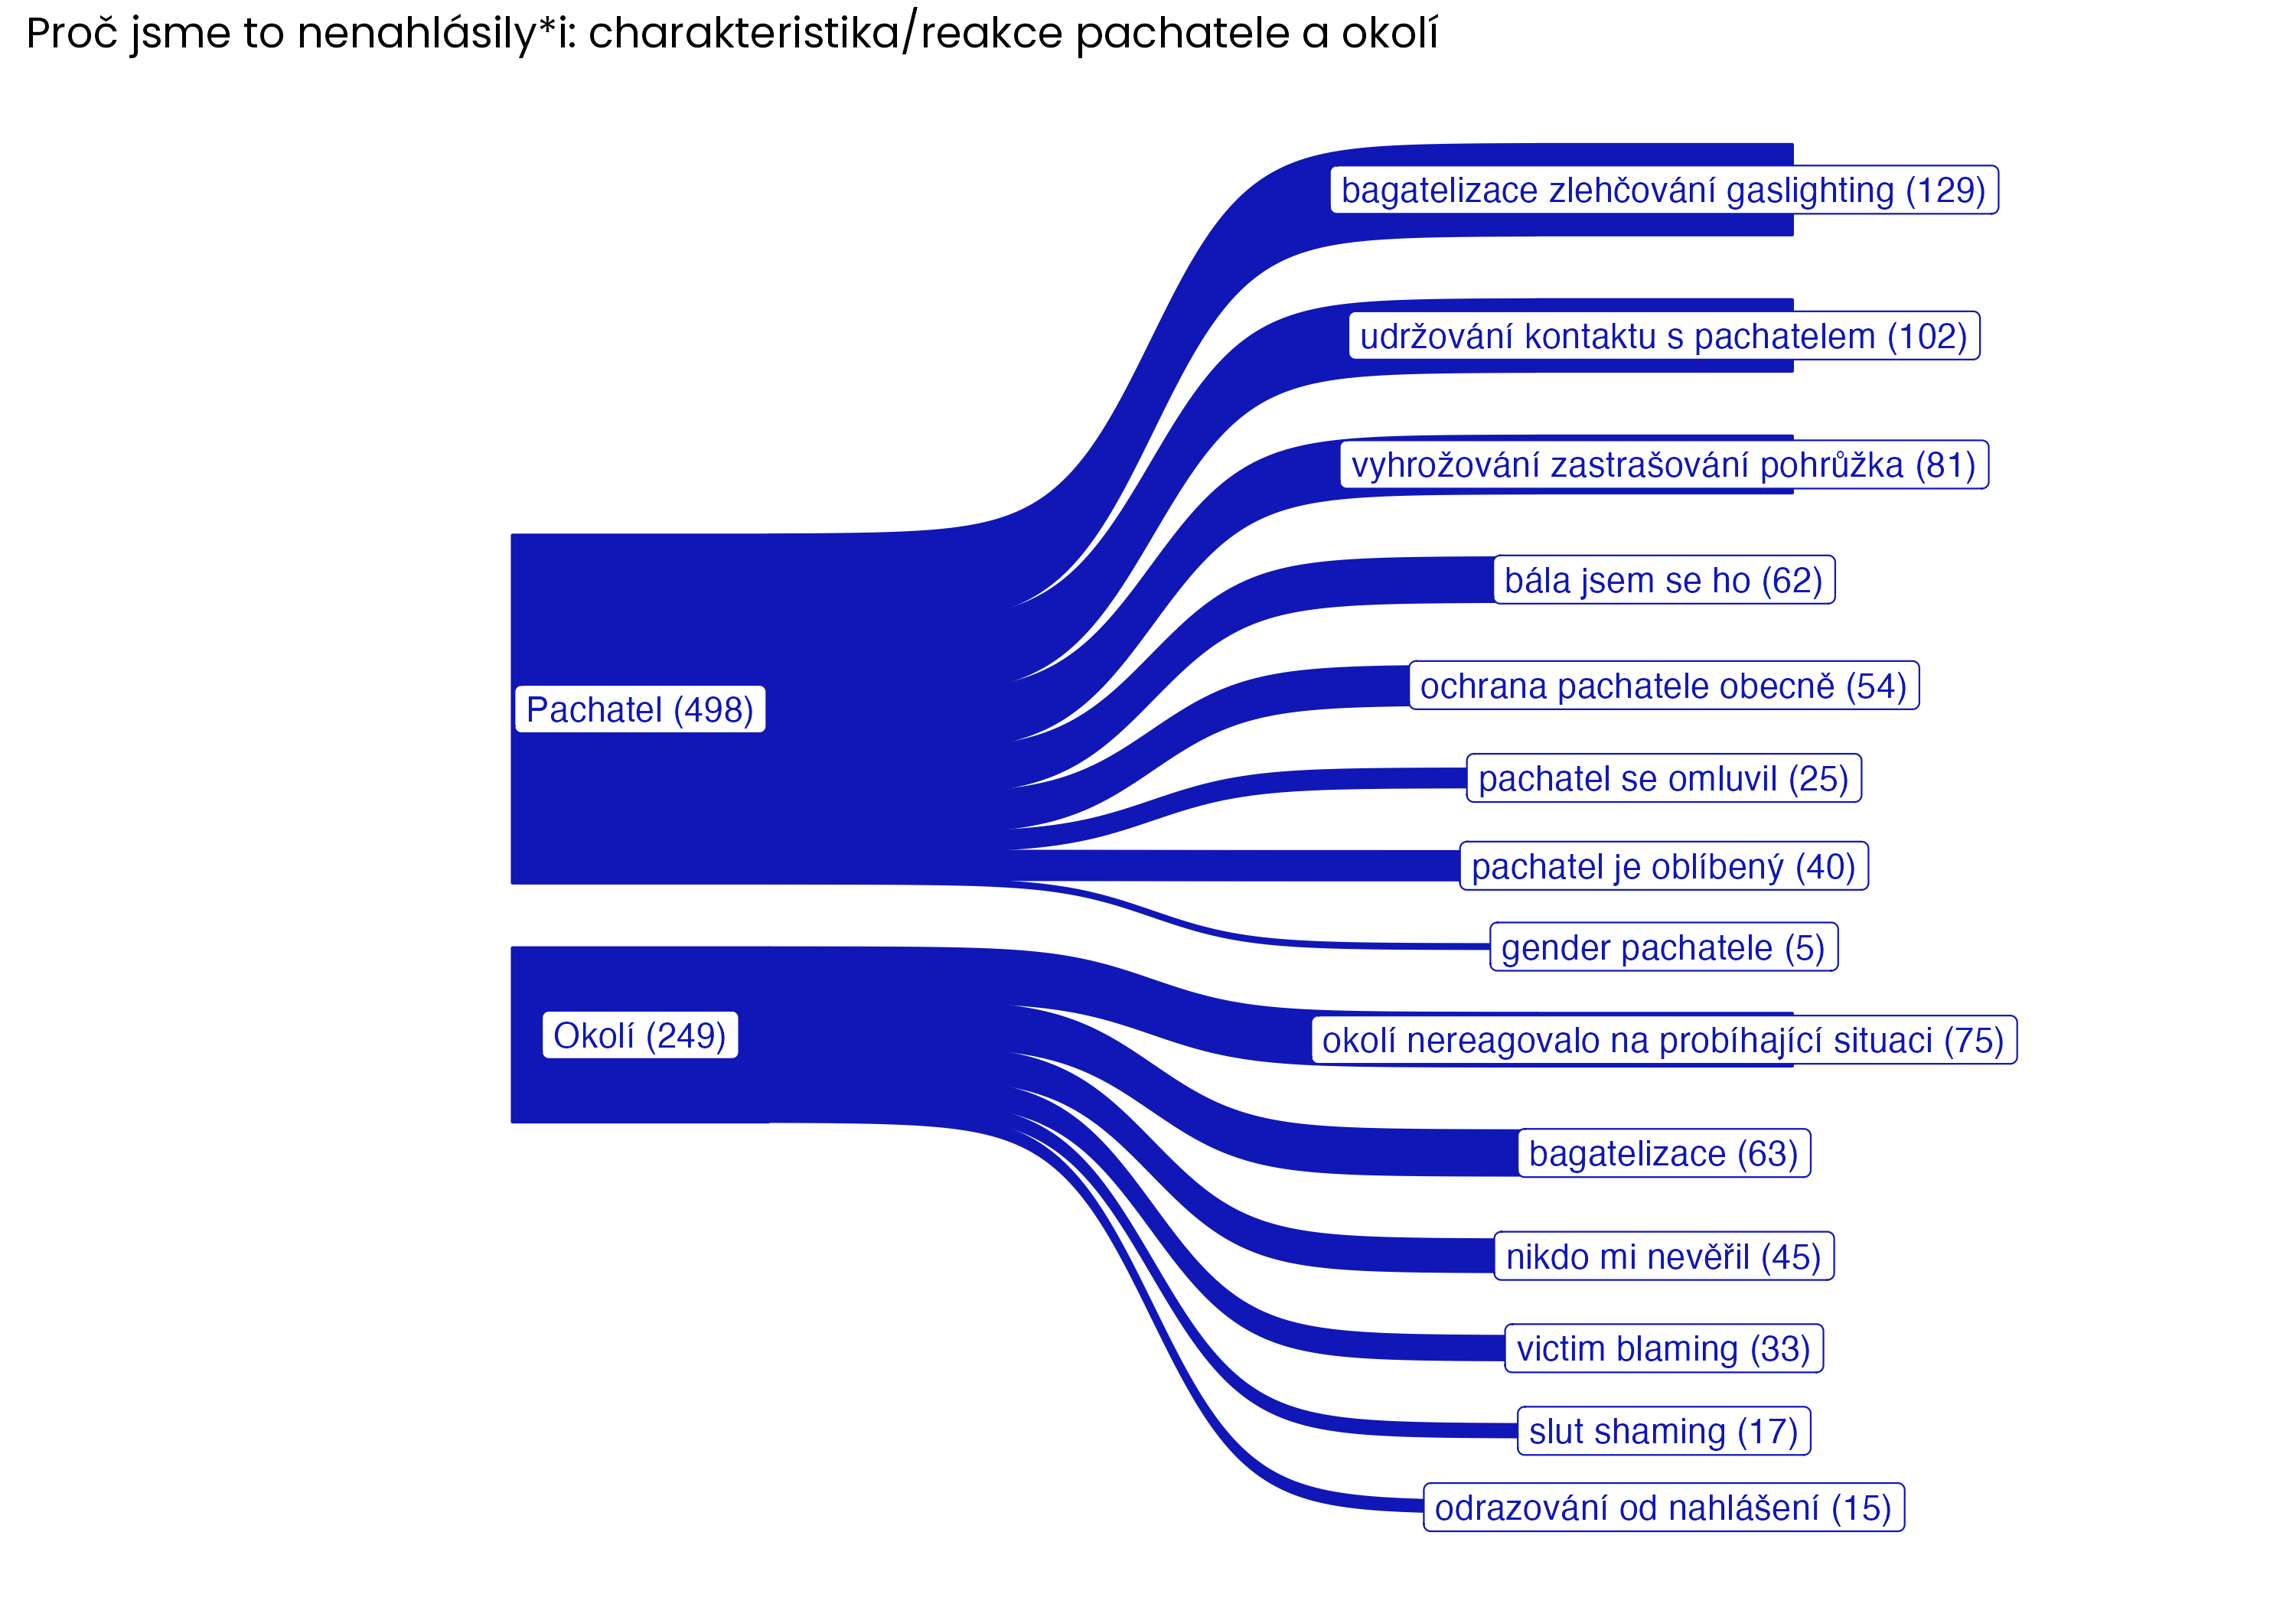 Proč jsme to nenahlásily*i: charakteristika/reakce pachatele a okolí
bagatelizace zlehčování gaslighting (129)
udržování kontaktu s pachatelem (102)
vyhrožování zastrašování pohrůžka (81)
bála jsem se ho (62)
ochrana pachatele obecně (54)
Pachatel (498)
pachatel se omluvil (25)
pachatel je oblíbený (40)
gender pachatele (5)
Okolí (249)
okolí nereagovalo na probíhající situaci (75)
bagatelizace (63)
nikdo mi nevěřil (45)
victim blaming (33)
slut shaming (17)
odrazování od nahlášení (15)